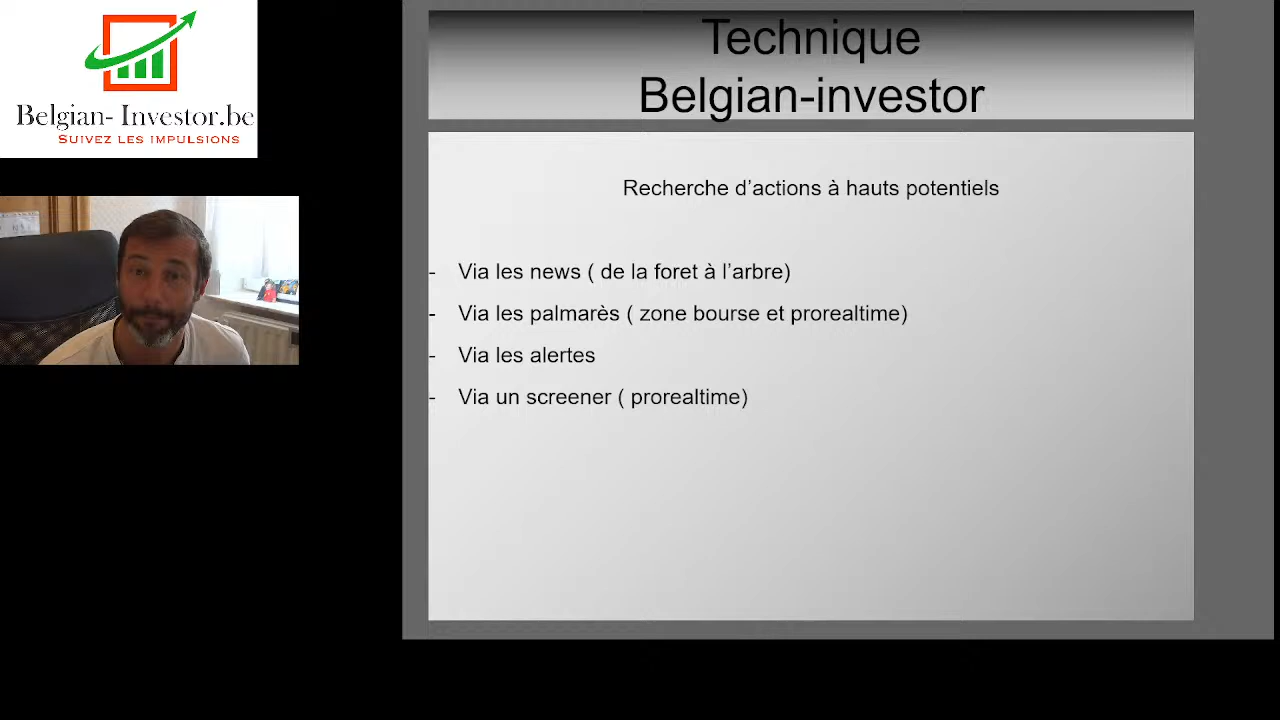 Belgian- Investor.be
SUIVEZ LES IMPULSIONS
Technique
Belgian-investor
Recherche d’actions à hauts potentiels
- Via les news ( de la foret à l’arbre)
- Via les palmarès ( zone bourse et prorealtime)
- Via les alertes
- Via un screener ( prorealtime)